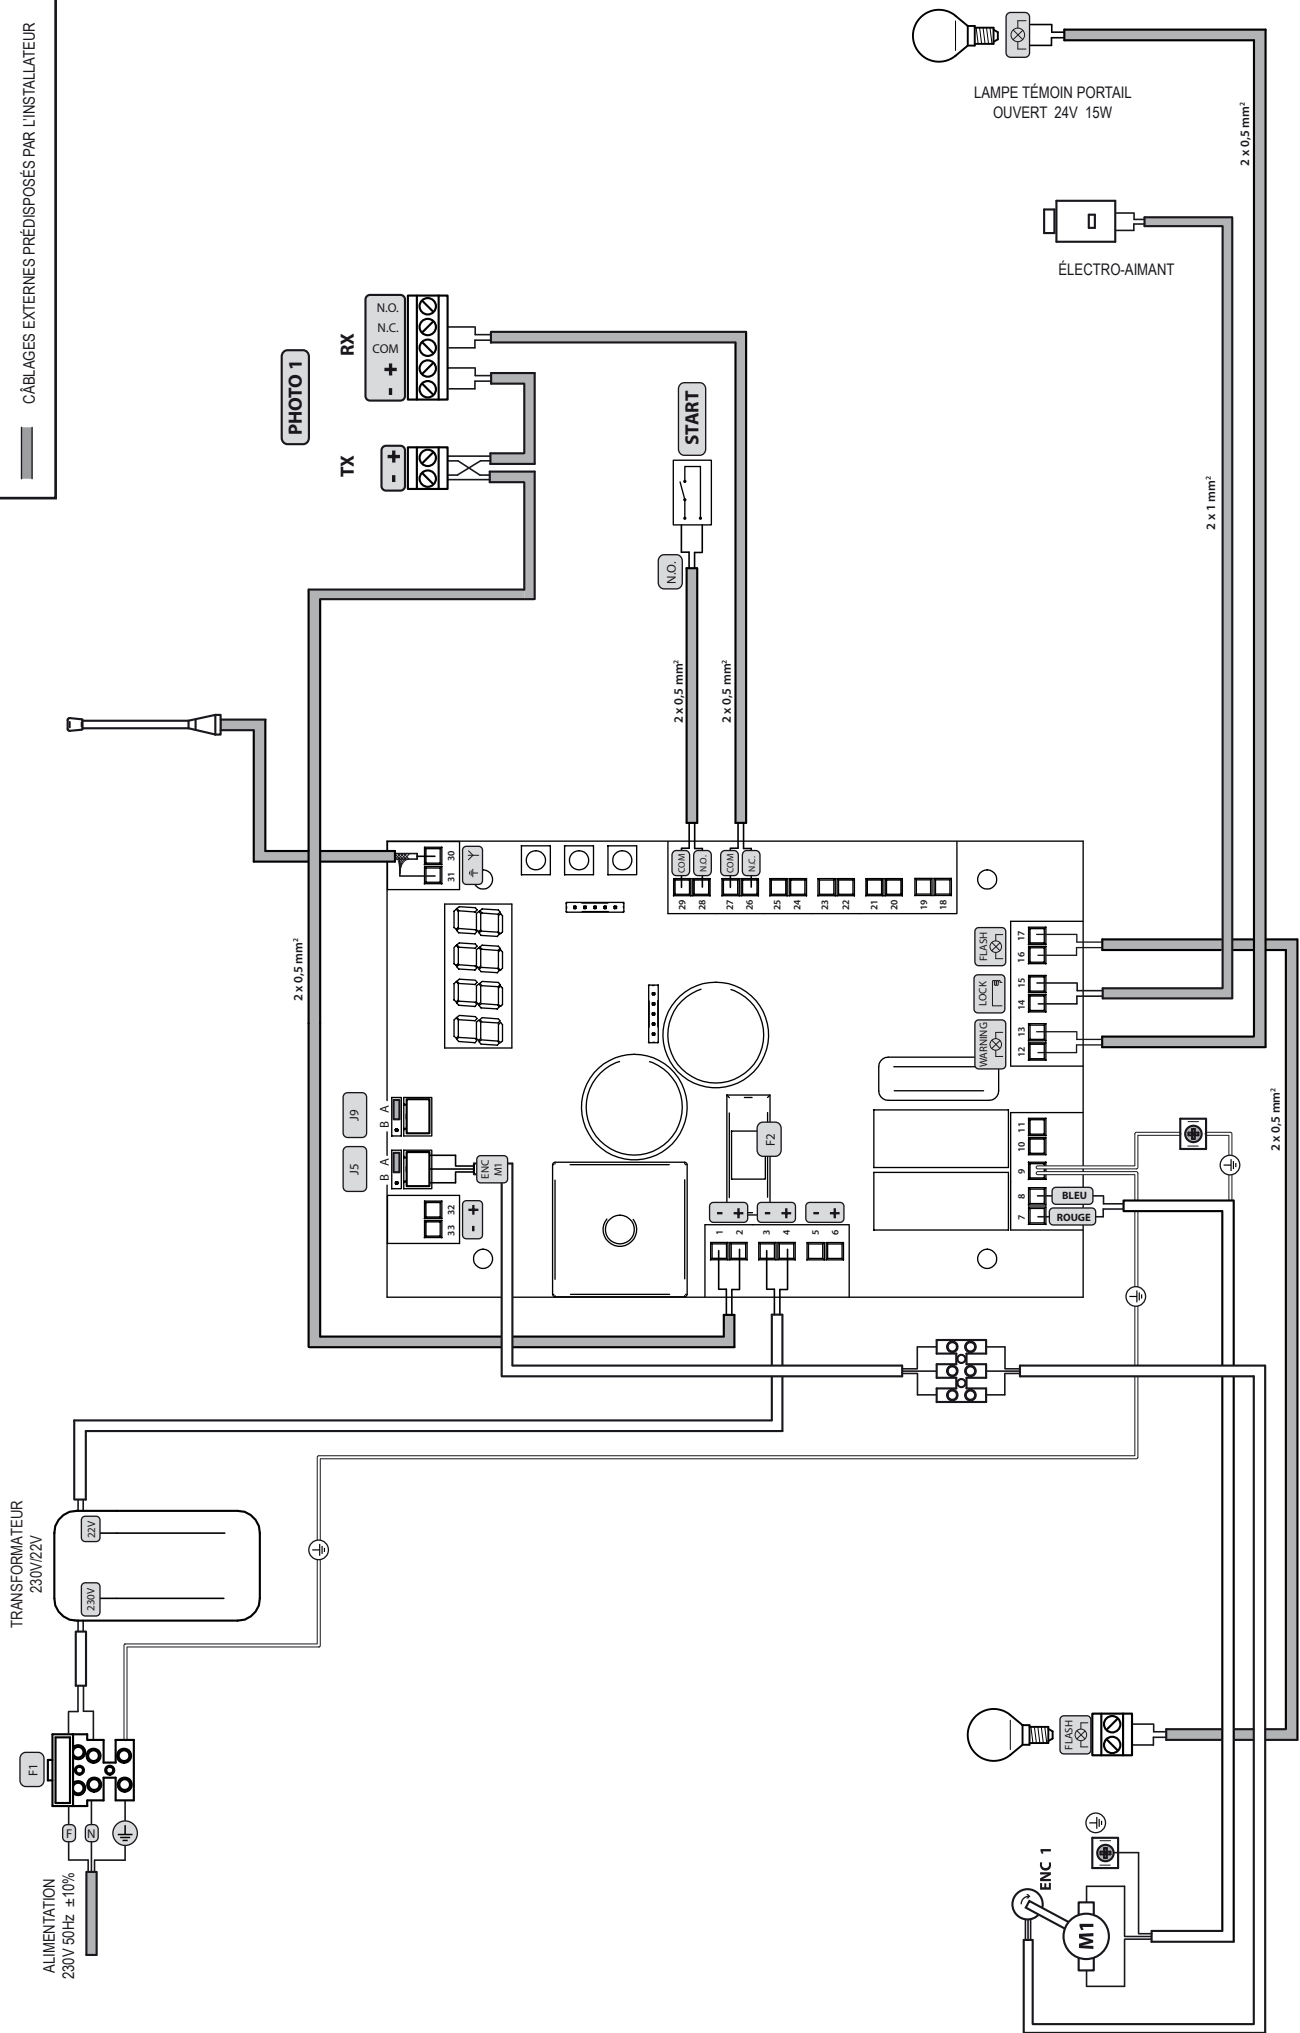 CÂBLAGES EXTERNES PRÉDISPOSÉS PAR L'INSTALLATEUR
LAMPE TÉMOIN PORTAIL
OUVERT 24V 15W
2 x 0,5 mm²
ÉLECTRO-AIMANT
2 x 1 mm²
PHOTO 1
RX
- + COM N.C. N.O.
TX
- +
START
N.O.
2 x 0,5 mm²
2 x 0,5 mm²
2 x 0,5 mm²
31 30
COM
N.O.
COM
N.C.
29
28
27
26
25
24
23
22
21
20
19
18
J9
B A
J5
B A
ENC
M1
33 32
- +
F2
- +
- +
- +
1
2
3
4
5
6
FLASH
16 17
LOCK
14 15
WARNING
12 13
7 8 9 10 11
BLEU
ROUGE
2 x 0,5 mm²
TRANSFORMATEUR
230V/22V
22V
230V
F1
F
N
ALIMENTATION
230V 50Hz ±10%
FLASH
ENC 1
M1